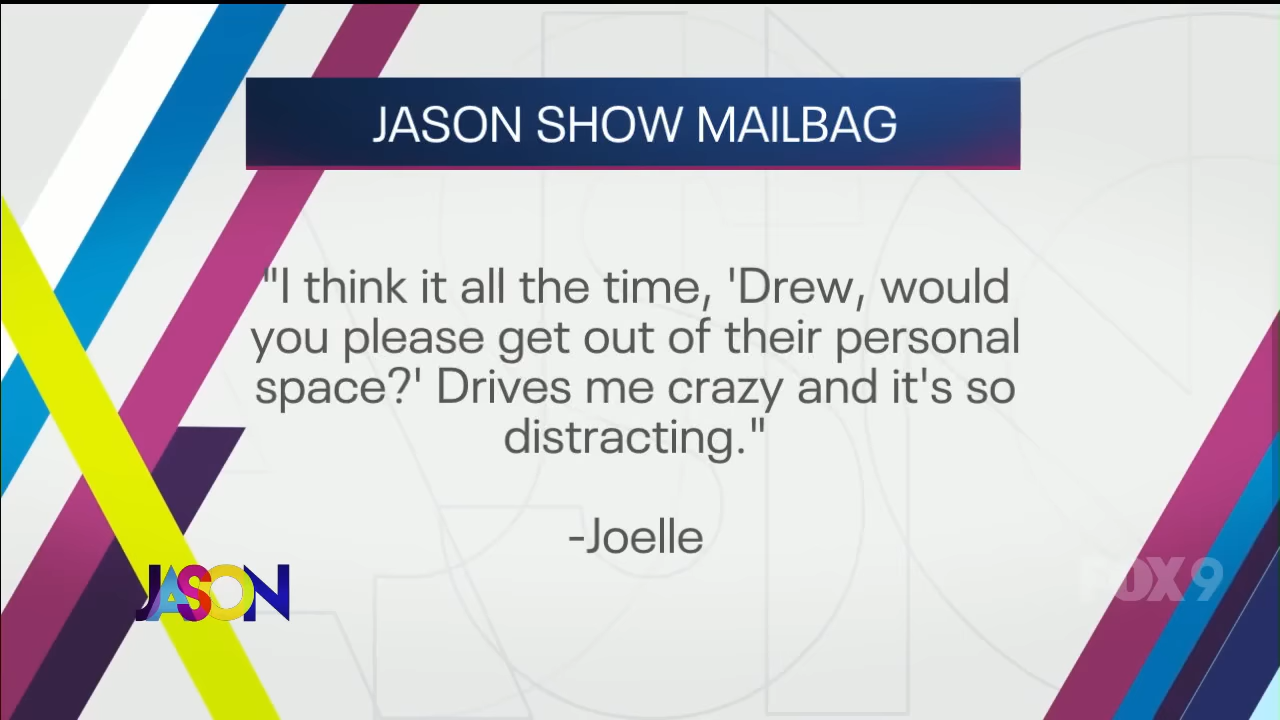 JASON SHOW MAILBAG
"I think it all the time, 'Drew, would
you please get out of their personal
space?' Drives me crazy and it's so
distracting."
-Joelle
JASON
FOX 9